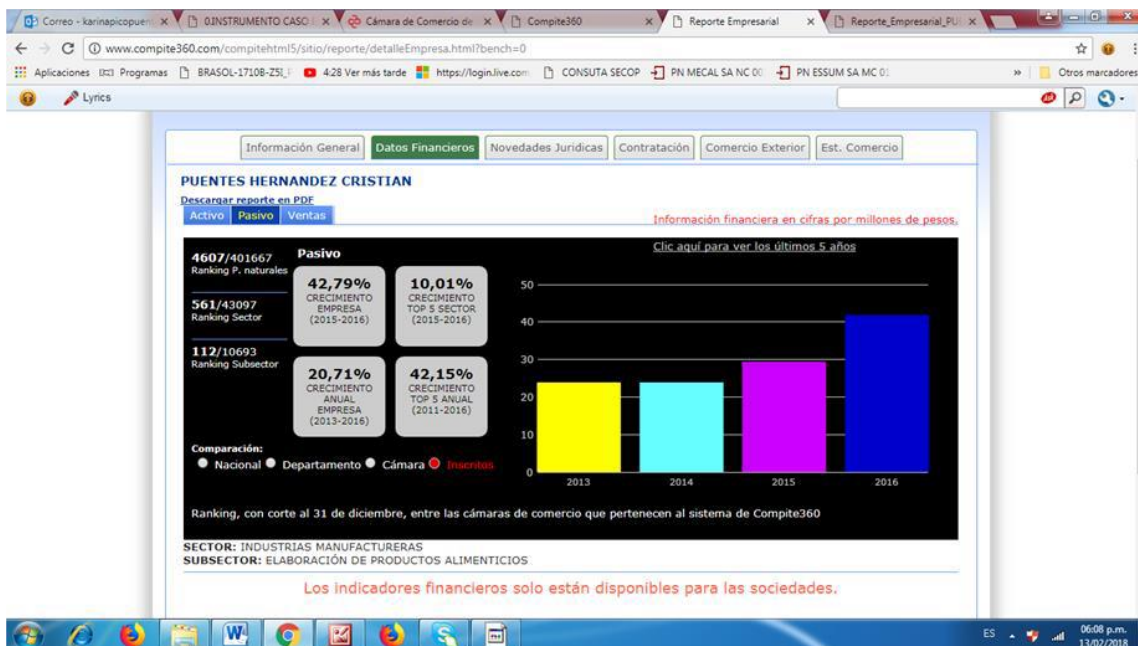 Correo - karinapicopuen
0.INSTRUMENTO CASO
Cámara de Comercio de
Compite360
Reporte Empresarial
Reporte_Empresarial_PU
www.compite360.com/compitehtml5/sitio/reporte/detalleEmpresa.html?bench=0
Aplicaciones
Programas
BRASOL-1710B-Z5L
4:28 Ver más tarde
https://login.live.com
CONSUTA SECOP
PN MECAL SA NC 00
PN ESSUM SA MC 01
»
Otros marcadores
Lyrics
Información General
Datos Financieros
Novedades Juridicas
Contratación
Comercio Exterior
Est. Comercio
PUENTES HERNANDEZ CRISTIAN
Descargar reporte en PDF
Activo Pasivo Ventas
Información financiera en cifras por millones de pesos.
Clic aquí para ver los últimos 5 años
4607/401667
Ranking P. naturales
561/43097
Ranking Sector
112/10693
Ranking Subsector
Pasivo
42,79%
CRECIMIENTO
EMPRESA
(2015-2016)
10,01%
CRECIMIENTO
TOP 5 SECTOR
(2015-2016)
20,71%
CRECIMIENTO
ANUAL
EMPRESA
(2013-2016)
42,15%
CRECIMIENTO
TOP 5 ANUAL
(2011-2016)
50
40
30
20
10
0
2013 2014 2015 2016
Comparación:
Nacional Departamento Cámara Inscritos
Ranking, con corte al 31 de diciembre, entre las cámaras de comercio que pertenecen al sistema de Compite360
SECTOR: INDUSTRIAS MANUFACTURERAS
SUBSECTOR: ELABORACIÓN DE PRODUCTOS ALIMENTICIOS
Los indicadores financieros solo están disponibles para las sociedades.
ES
06:08 p.m.
13/02/2018